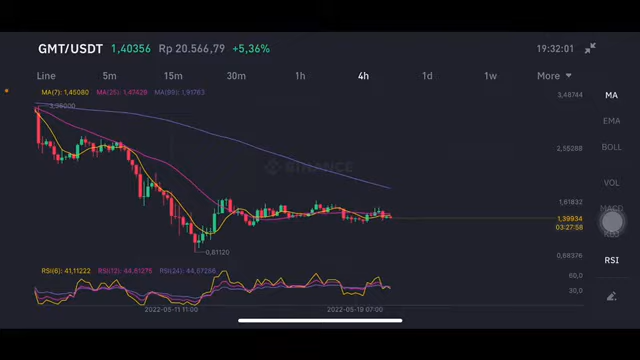 GMT/USDT 1,40356 Rp 20.566,79 +5,36% 19:32:01
Line 5m 15m 30m 1h 4h 1d 1w More
MA(7): 1,45080 MA(25): 1,47429 MA(99): 1,91763
3,48744
MA
EMA
BOLL
2,55288
BINANCE
VOL
1,61832
MACD
1,39934
03:27:58
0,81120
0,68376
RSI(6): 41,11222 RSI(12): 44,81275 RSI(24): 44,07256
RSI
60,0
30,0
2022-05-11 11:00 2022-05-19 07:00